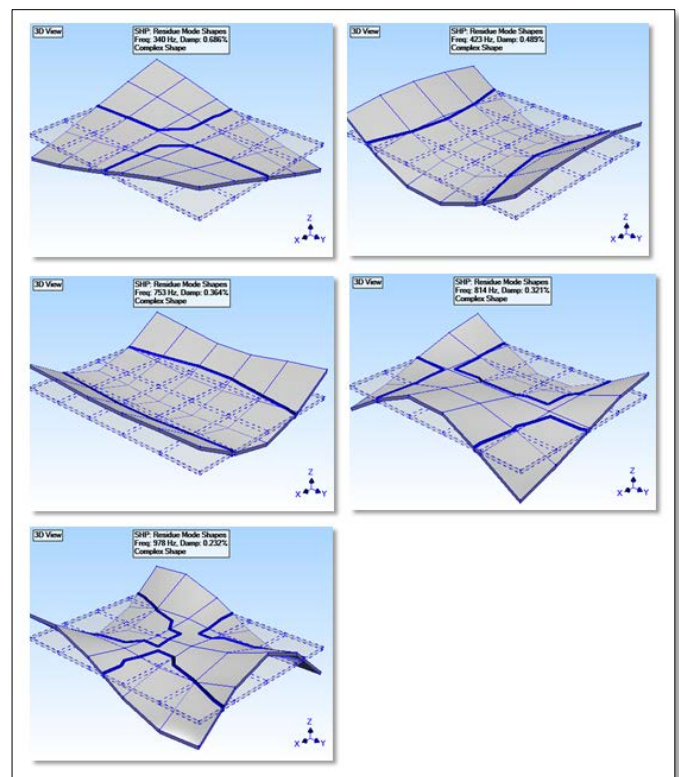 3D View
SHP: Residue Mode Shapes
Freq: 340 Hz, Damp: 0.686%
Complex Shape
Z
X
Y
3D View
SHP: Residue Mode Shapes
Freq: 423 Hz, Damp: 0.489%
Complex Shape
Z
X
Y
3D View
SHP: Residue Mode Shapes
Freq: 753 Hz, Damp: 0.364%
Complex Shape
Z
X
Y
3D View
SHP: Residue Mode Shapes
Freq: 814 Hz, Damp: 0.321%
Complex Shape
Z
X
Y
3D View
SHP: Residue Mode Shapes
Freq: 978 Hz, Damp: 0.232%
Complex Shape
Z
X
Y